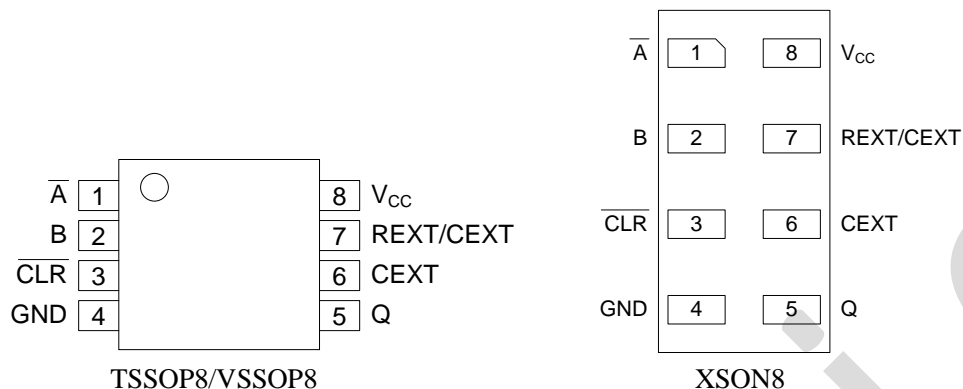 A 1 8 VCC
B 2 7 REXT/CEXT
CLR 3 6 CEXT
GND 4 5 Q
TSSOP8/VSSOP8
A 1 8 VCC
B 2 7 REXT/CEXT
CLR 3 6 CEXT
GND 4 5 Q
XSON8